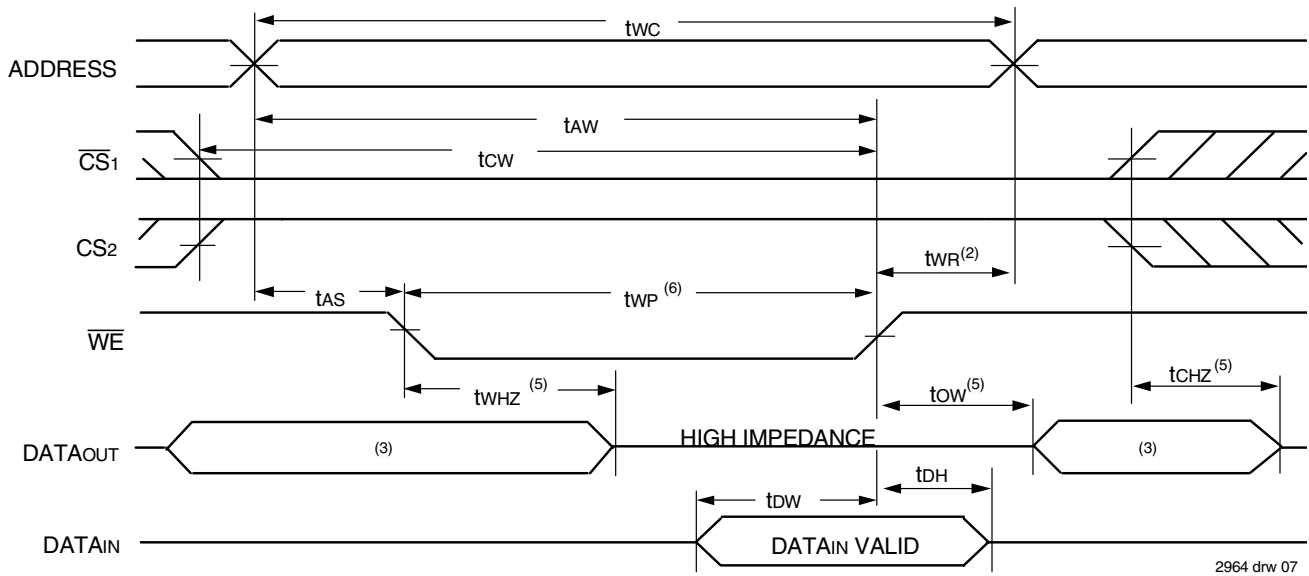 tWC
ADDRESS
tAW
CS1
tCW
CS2
tWR(2)
tAS
tWP (6)
WE
tWHZ (5)
tOW(5)
tCHZ(5)
DATAOUT
(3)
HIGH IMPEDANCE
(3)
tDW
tDH
DATAIN
DATAIN VALID
2964 drw 07